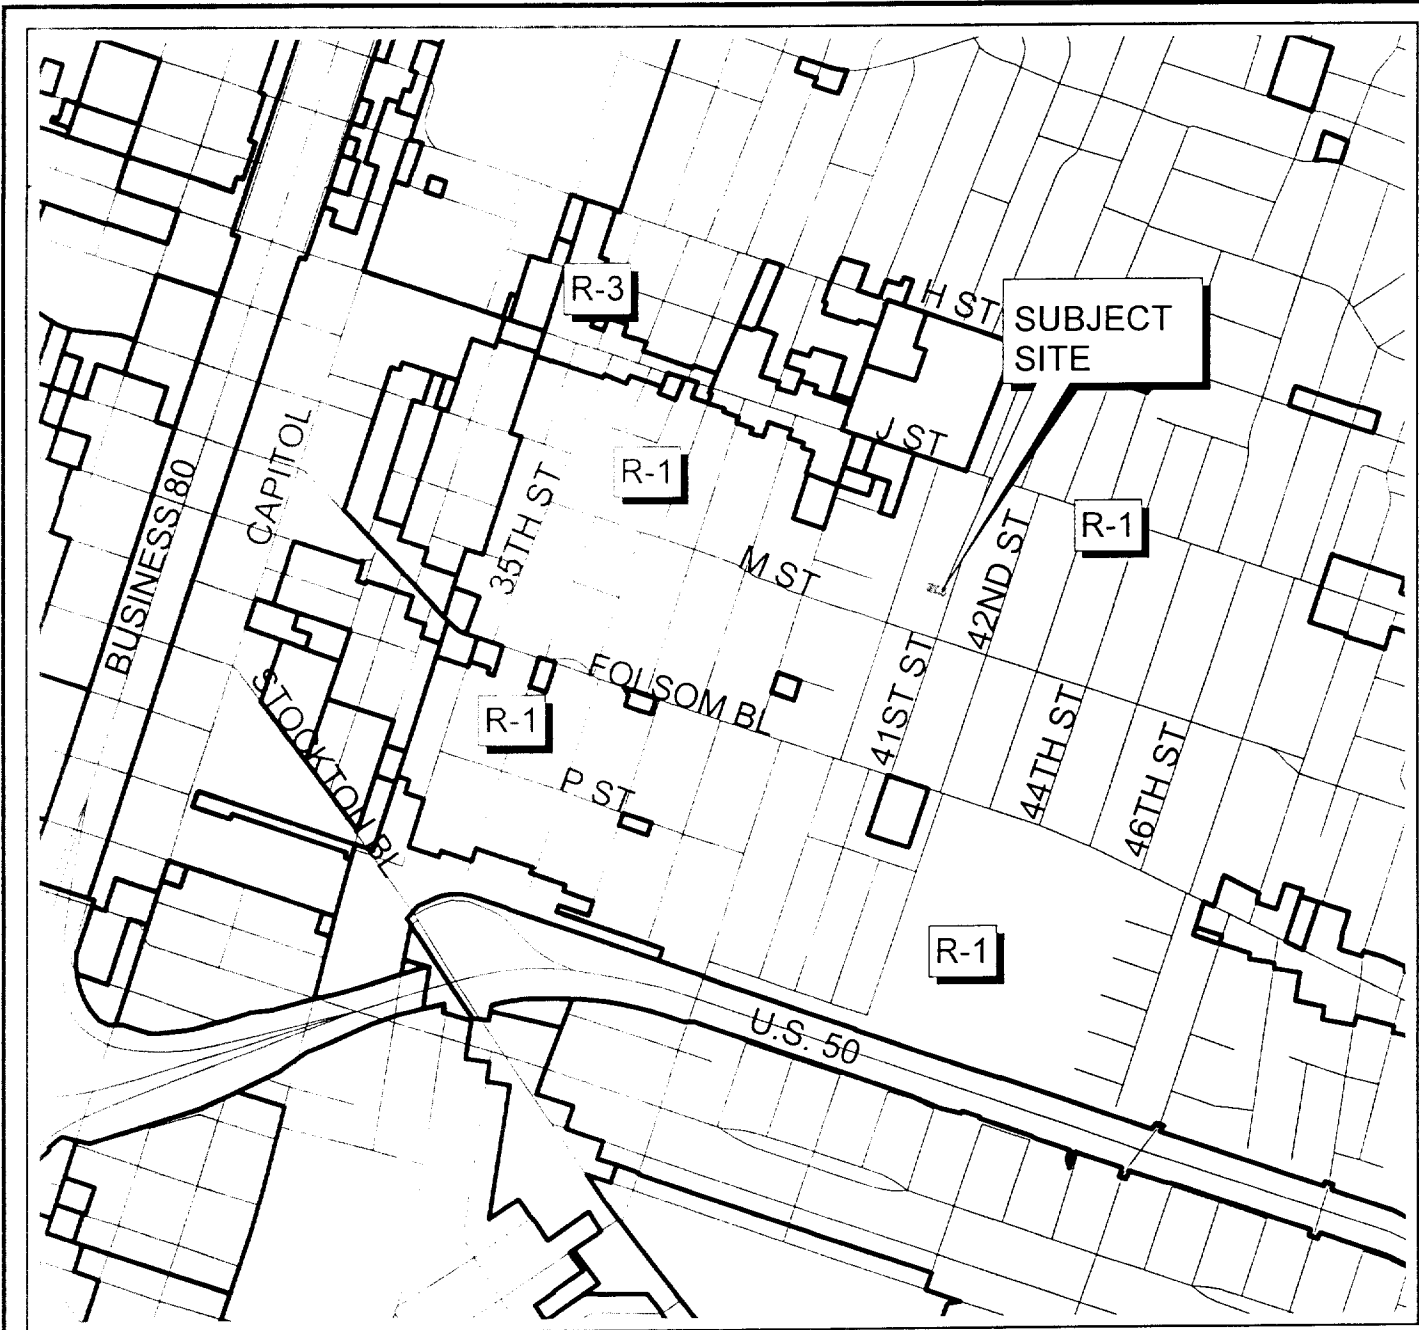 R-3
H ST
SUBJECT
SITE
J ST
CAPITOL
R-1
BUSINESS 80
35TH ST
M ST
42ND ST
R-1
STOCKTON BL
R-1
FOLSOM BL
41ST ST
44TH ST
46TH ST
P ST
R-1
U.S. 50